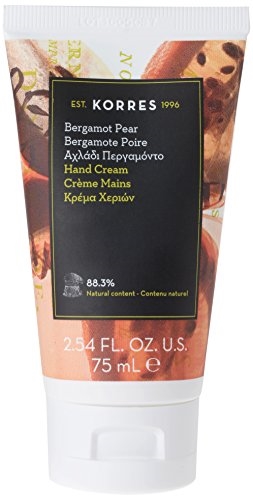 EST. KORRES 1996
Bergamot Pear
Bergamote Poire
Αχλάδι Περγαμόντο
Hand Cream
Crème Mains
Κρέμα Χεριών
88.3%
Natural content - Contenu naturel
2.54 FL. OZ. U.S.
75 mL ℮